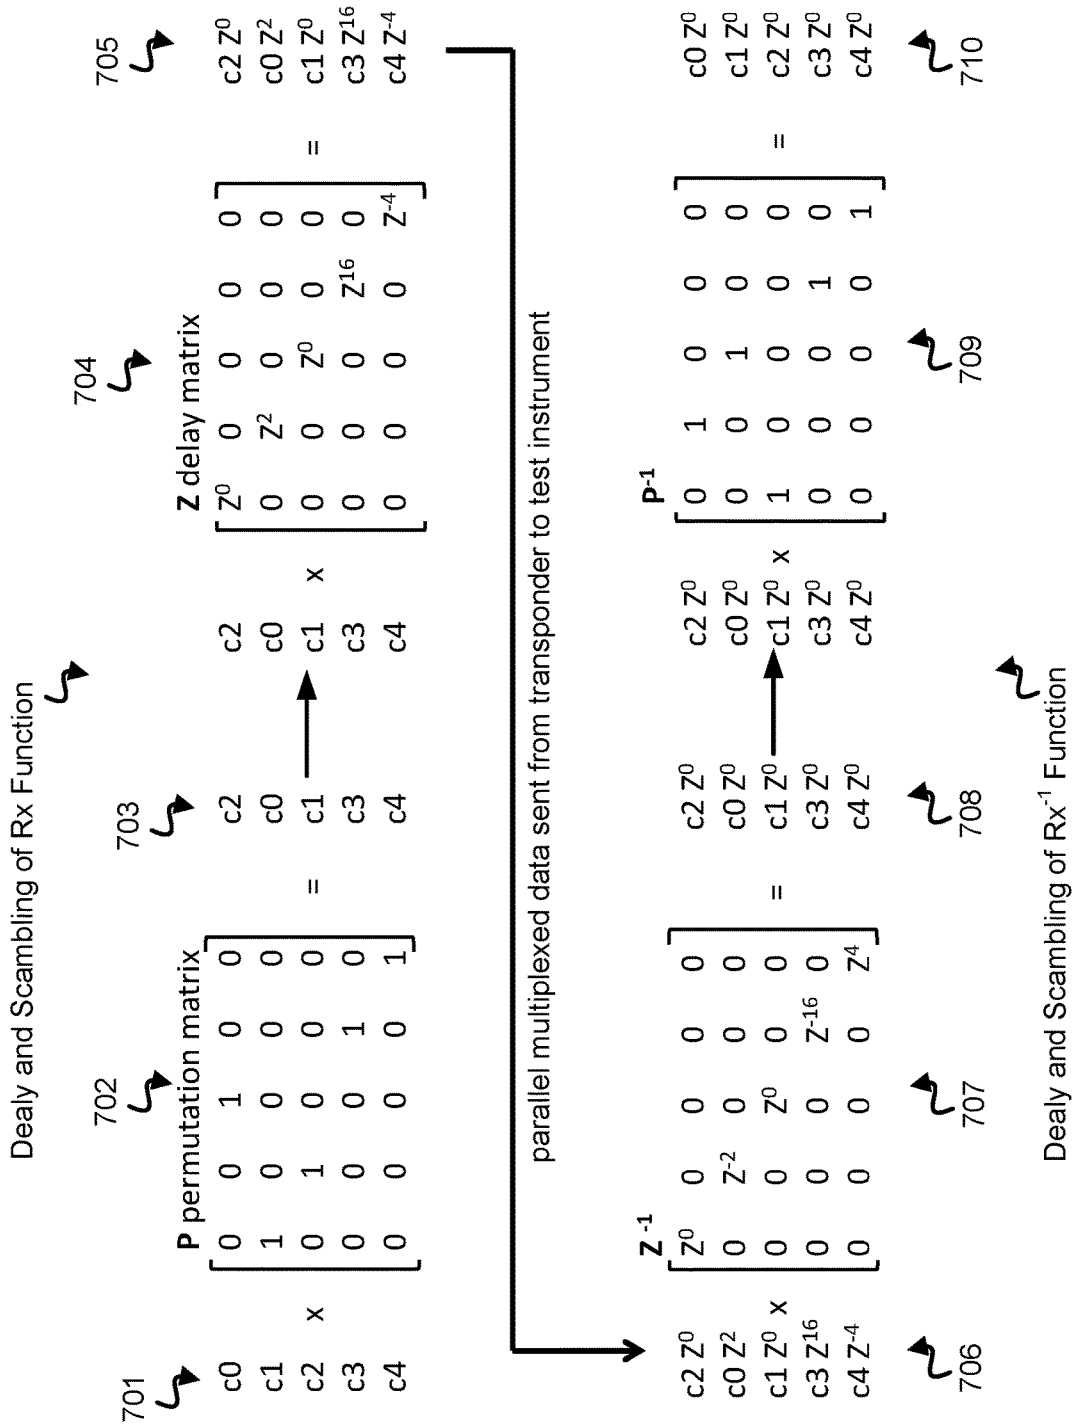 Dealy and Scambling of Rx Function
701 702 703 704 705
P permutation matrix Z delay matrix
c0 0 0 1 0 0 c2 c2 Z⁰ 0 0 0 0 c2 Z⁰
c1 1 0 0 0 0 c0 c0 0 Z² 0 0 0 c0 Z²
c2 x 0 1 0 0 0 = c1 c1 x 0 0 Z⁰ 0 0 = c1 Z⁰
c3 0 0 0 1 0 c3 c3 0 0 0 Z¹⁶ 0 c3 Z¹⁶
c4 0 0 0 0 1 c4 c4 0 0 0 0 Z⁻⁴ c4 Z⁻⁴
parallel multiplexed data sent from transponder to test instrument
Z⁻¹ P⁻¹
c2 Z⁰ Z⁰ 0 0 0 0 c2 Z⁰ c2 Z⁰ 0 1 0 0 0 c0 Z⁰
c0 Z² 0 Z⁻² 0 0 0 c0 Z⁰ c0 Z⁰ 0 0 1 0 0 c1 Z⁰
c1 Z⁰ x 0 0 Z⁰ 0 0 = c1 Z⁰ c1 Z⁰ x 1 0 0 0 0 = c2 Z⁰
c3 Z¹⁶ 0 0 0 Z⁻¹⁶ 0 c3 Z⁰ c3 Z⁰ 0 0 0 1 0 c3 Z⁰
c4 Z⁻⁴ 0 0 0 0 Z⁴ c4 Z⁰ c4 Z⁰ 0 0 0 0 1 c4 Z⁰
706 707 708 709 710
Dealy and Scambling of Rx⁻¹ Function